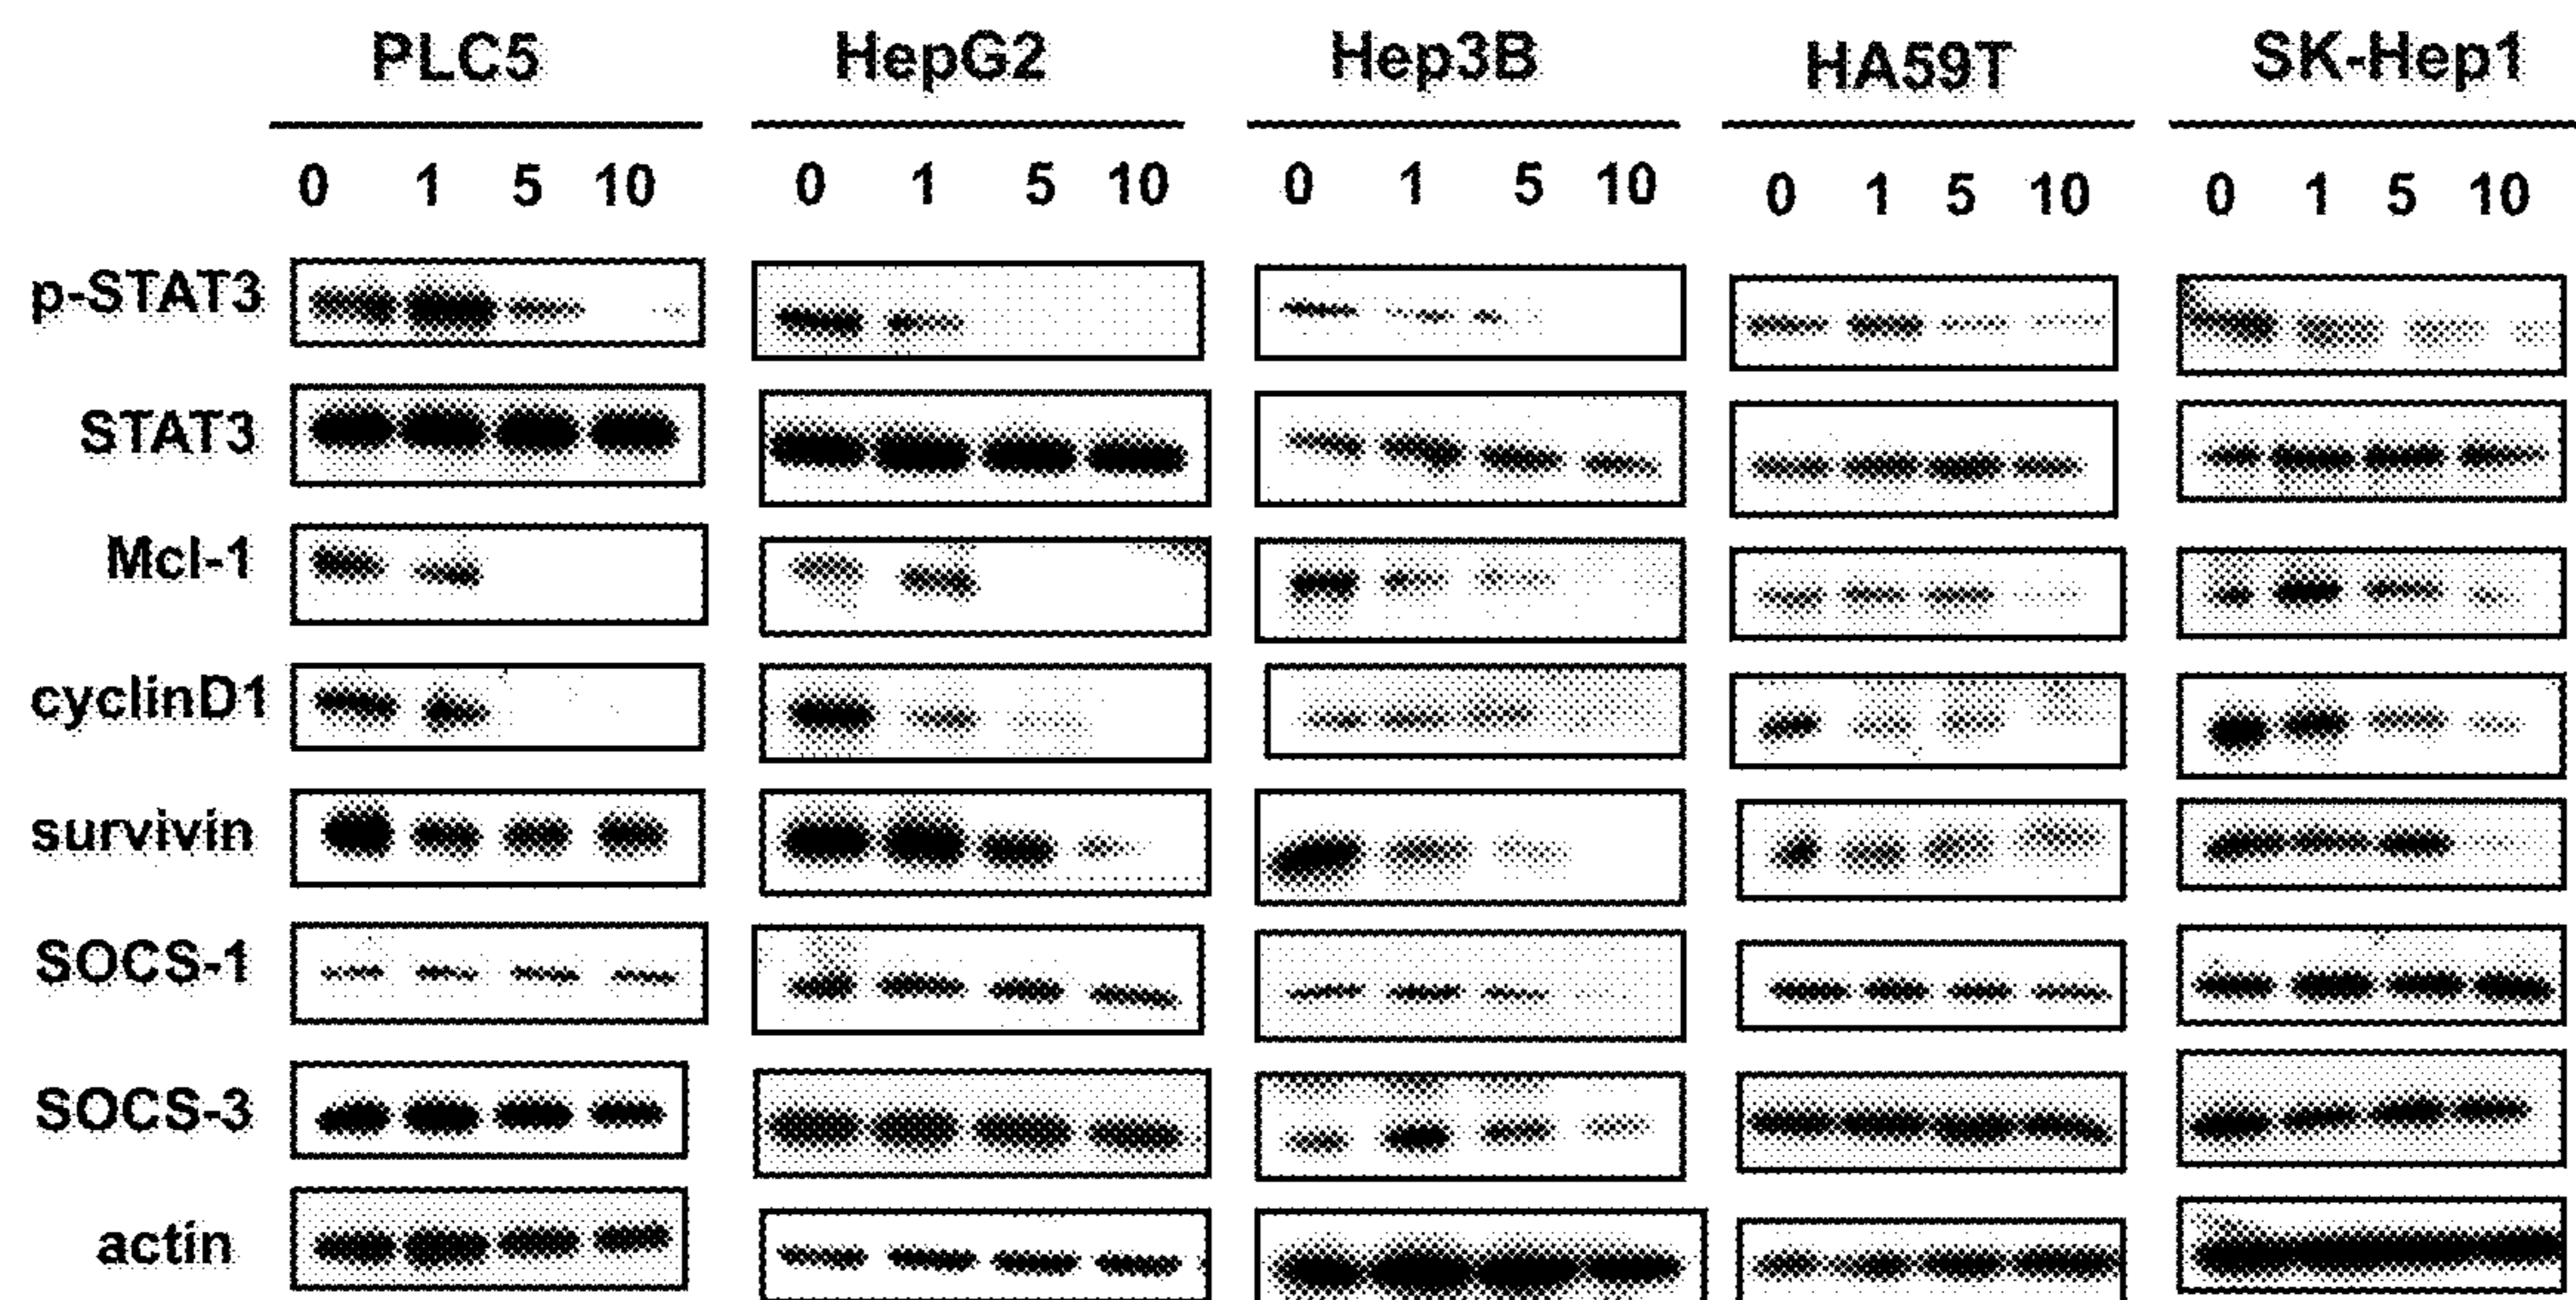 PLC5 HepG2 Hep3B HA59T SK-Hep1
0 1 5 10 0 1 5 10 0 1 5 10 0 1 5 10 0 1 5 10
p-STAT3
STAT3
Mcl-1
cyclinD1
survivin
SOCS-1
SOCS-3
actin